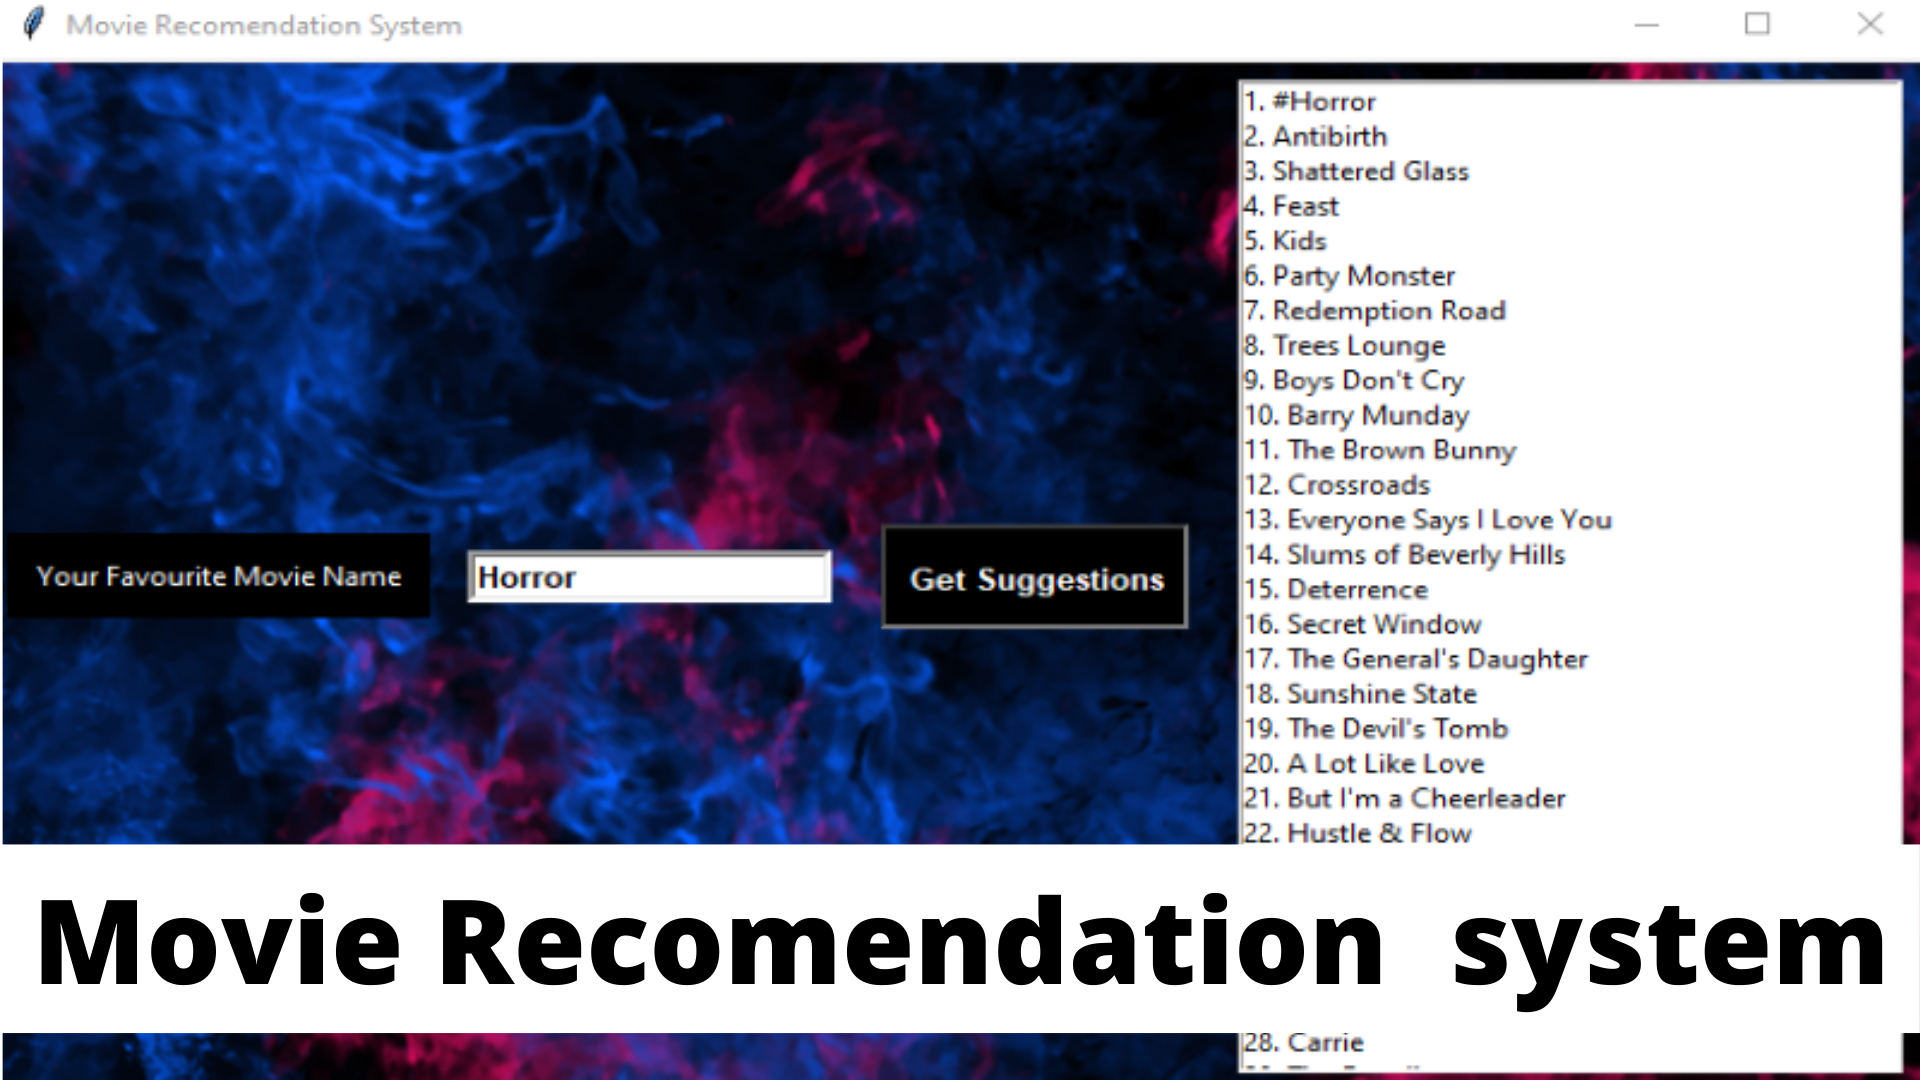 Movie Recomendation System
1. #Horror
2. Antibirth
3. Shattered Glass
4. Feast
5. Kids
6. Party Monster
7. Redemption Road
8. Trees Lounge
9. Boys Don't Cry
10. Barry Munday
11. The Brown Bunny
12. Crossroads
13. Everyone Says I Love You
14. Slums of Beverly Hills
15. Deterrence
16. Secret Window
17. The General's Daughter
18. Sunshine State
19. The Devil's Tomb
20. A Lot Like Love
21. But I'm a Cheerleader
22. Hustle & Flow
Your Favourite Movie Name
Horror
Get Suggestions
Movie Recomendation system
28. Carrie